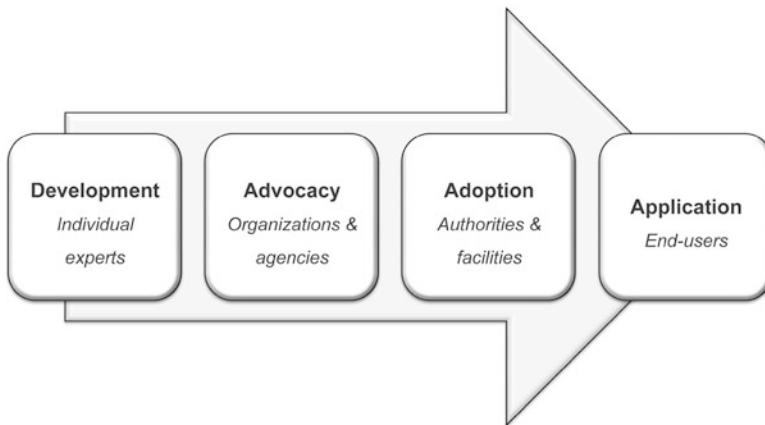 Development
Individual
experts
Advocacy
Organizations &
agencies
Adoption
Authorities &
facilities
Application
End-users